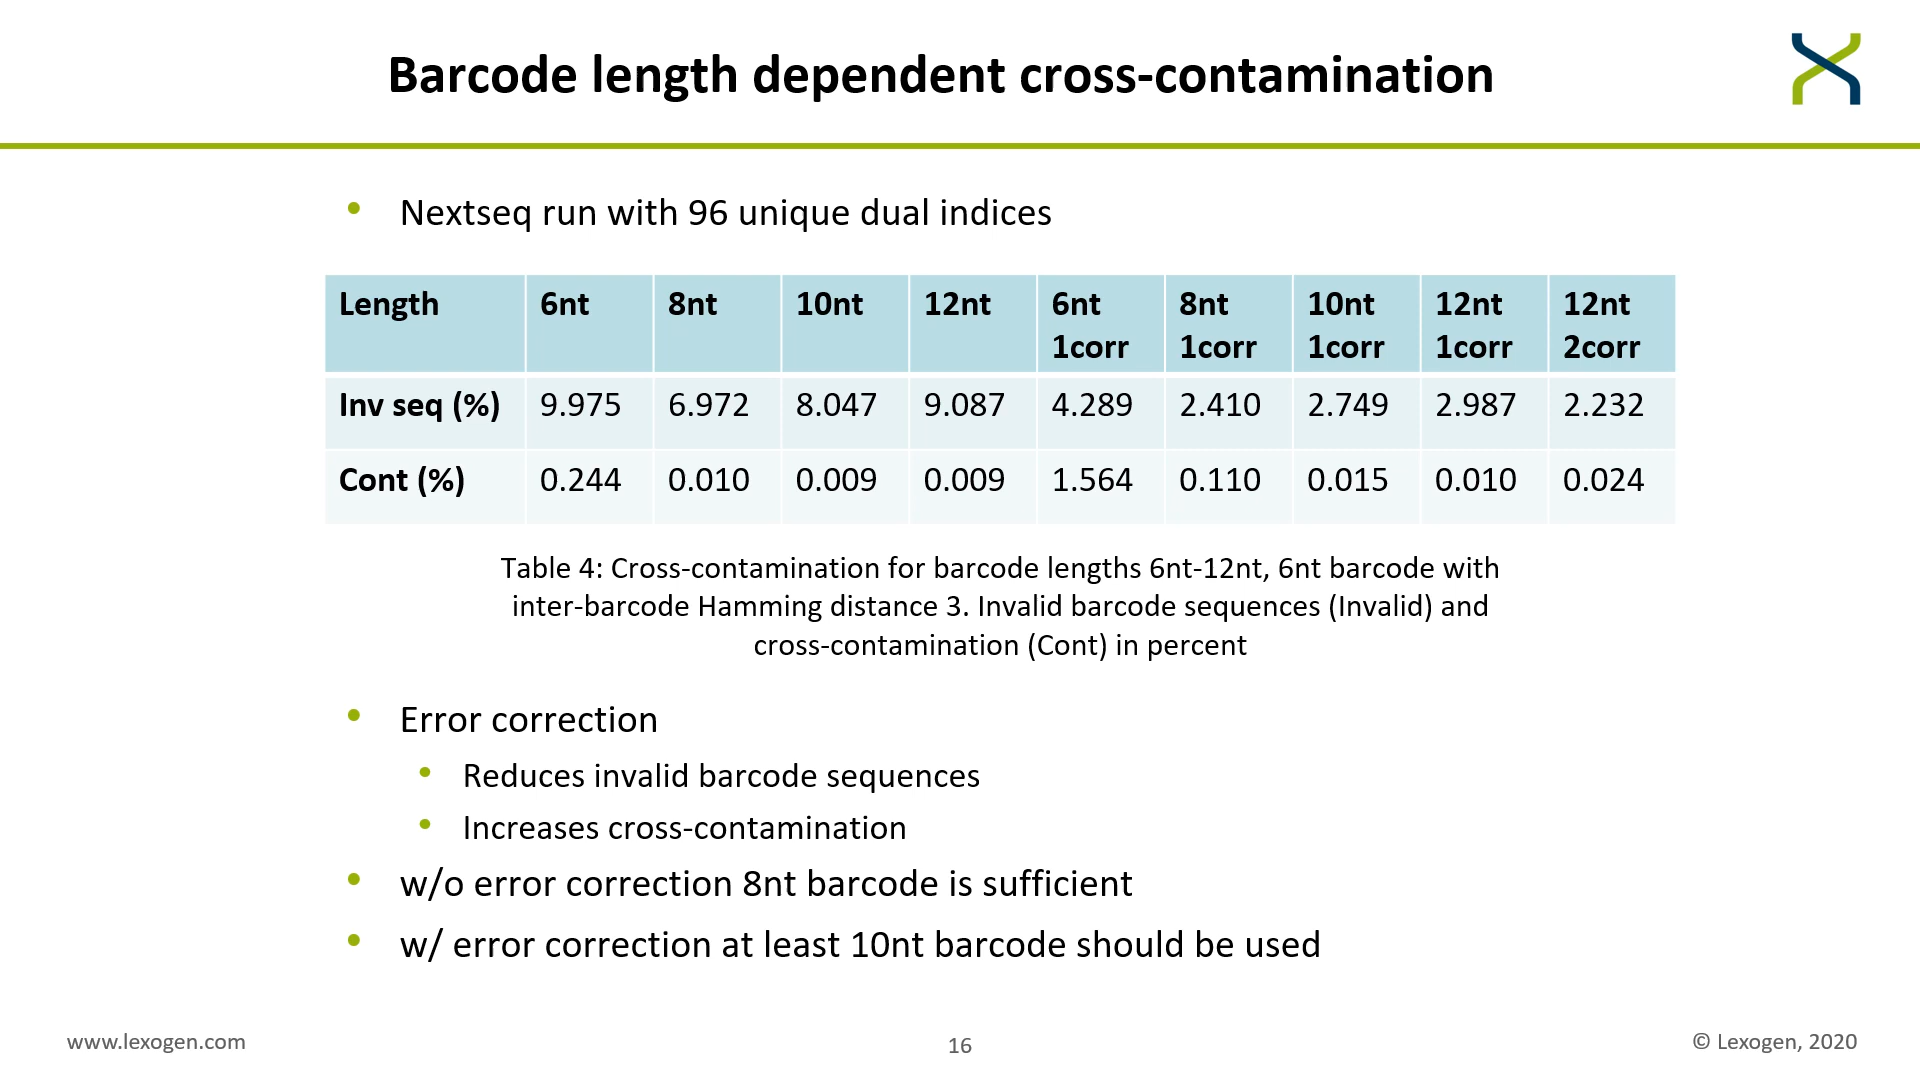 Barcode length dependent cross-contamination
• Nextseq run with 96 unique dual indices
Length 6nt 8nt 10nt 12nt 6nt 1corr 8nt 1corr 10nt 1corr 12nt 1corr 12nt 2corr
Inv seq (%) 9.975 6.972 8.047 9.087 4.289 2.410 2.749 2.987 2.232
Cont (%) 0.244 0.010 0.009 0.009 1.564 0.110 0.015 0.010 0.024
Table 4: Cross-contamination for barcode lengths 6nt-12nt, 6nt barcode with
inter-barcode Hamming distance 3. Invalid barcode sequences (Invalid) and
cross-contamination (Cont) in percent
• Error correction
• Reduces invalid barcode sequences
• Increases cross-contamination
• w/o error correction 8nt barcode is sufficient
• w/ error correction at least 10nt barcode should be used
www.lexogen.com
16
© Lexogen, 2020